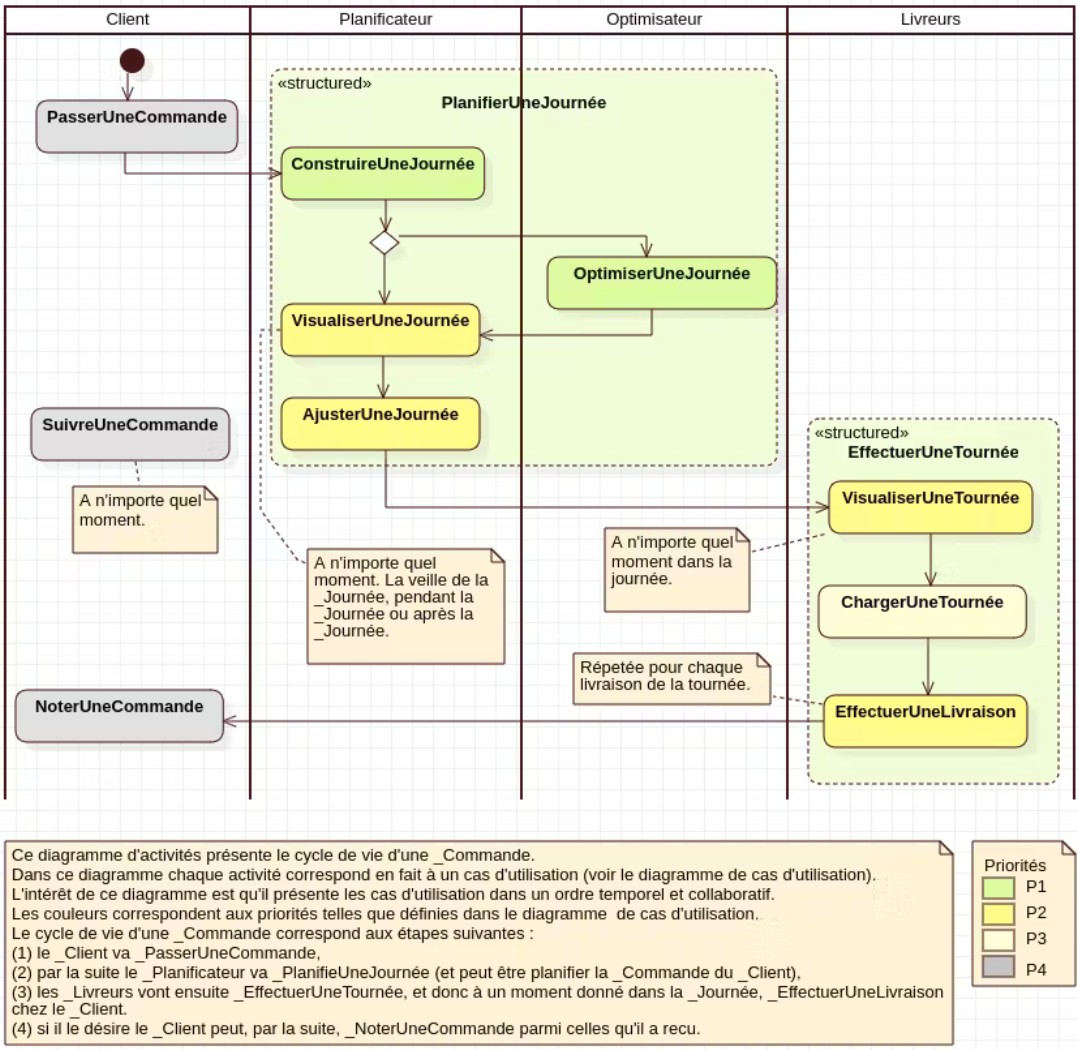 Client
Planificateur
Optimisateur
Livreurs
«structured»
PlanifierUneJournée
PasserUneCommande
ConstruireUneJournée
OptimiserUneJournée
VisualiserUneJournée
AjusterUneJournée
SuivreUneCommande
A n'importe quel
moment.
«structured»
EffectuerUneTournée
VisualiserUneTournée
A n'importe quel
moment dans la
journée.
A n'importe quel
moment. La veille de la
_Journée, pendant la
_Journée ou après la
_Journée.
ChargerUneTournée
Répetée pour chaque
livraison de la tournée.
NoterUneCommande
EffectuerUneLivraison
Ce diagramme d'activités présente le cycle de vie d'une _Commande.
Dans ce diagramme chaque activité correspond en fait à un cas d'utilisation (voir le diagramme de cas d'utilisation).
L'intérêt de ce diagramme est qu'il présente les cas d'utilisation dans un ordre temporel et collaboratif.
Les couleurs correspondent aux priorités telles que définies dans le diagramme  de cas d'utilisation.
Le cycle de vie d'une _Commande correspond aux étapes suivantes :
(1) le _Client va _PasserUneCommande,
(2) par la suite le _Planificateur va _PlanifieUneJournée (et peut être planifier la _Commande du _Client),
(3) les _Livreurs vont ensuite _EffectuerUneTournée, et donc à un moment donné dans la _Journée, _EffectuerUneLivraison
chez le _Client.
(4) si il le désire le _Client peut, par la suite, _NoterUneCommande parmi celles qu'il a recu.
Priorités
P1
P2
P3
P4